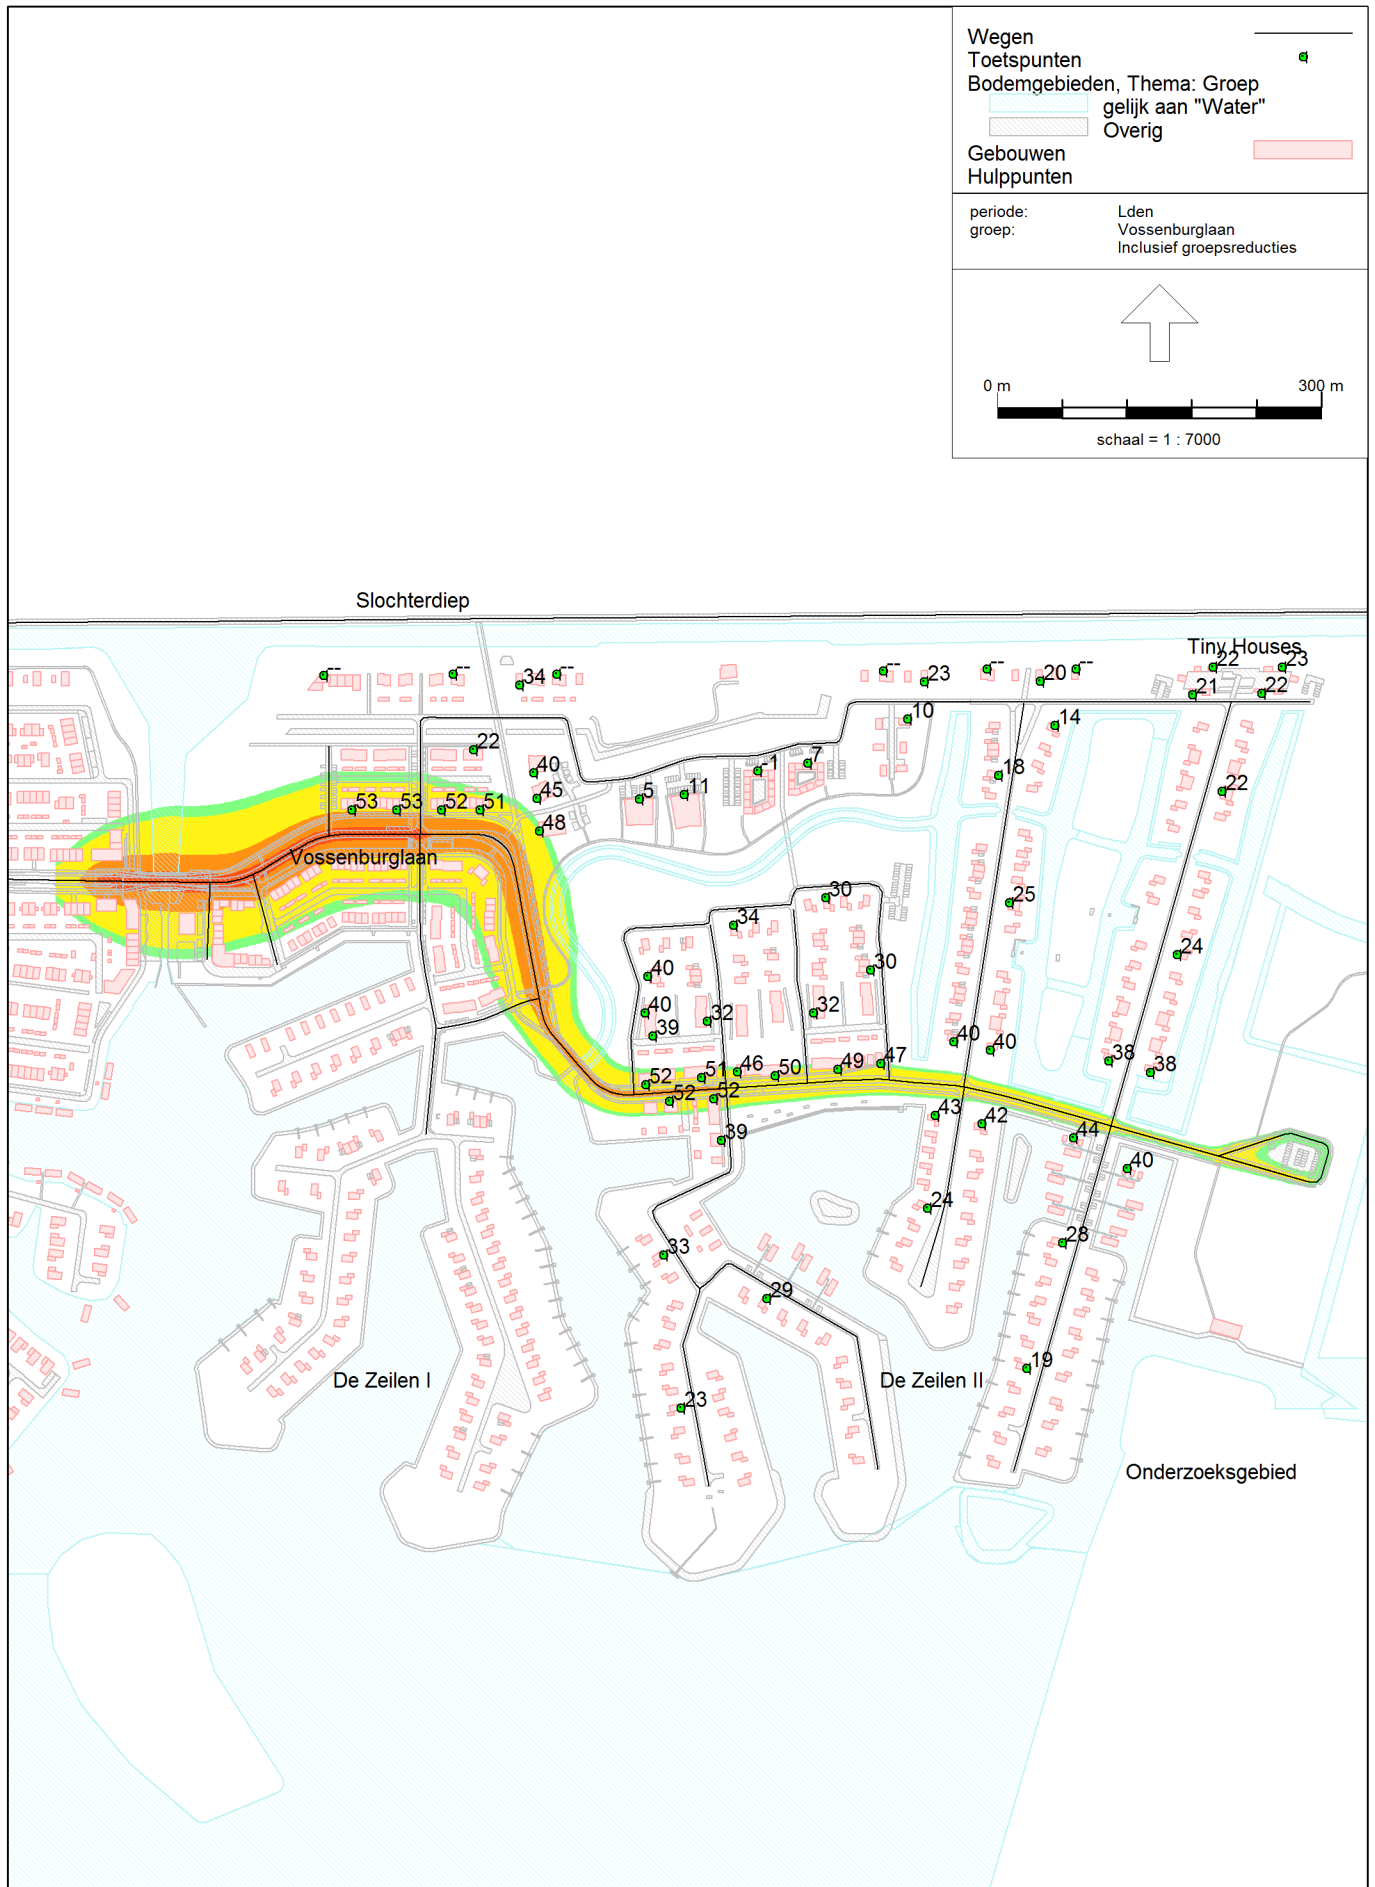 Wegen
Toetspunten
Bodemgebieden, Thema: Groep
gelijk aan "Water"
Overig
Gebouwen
Hulppunten
periode: Lden
groep: Vossenburglaan
Inclusief groepsreducties
0 m 300 m
schaal = 1 : 7000
Slochterdiep
Tiny Houses
-- -- 34 -- -- 23 -- 20 -- 22 23
21 22
10 14
22 40 -1 7 18
45 5 11 22
53 53 52 51
48
Vossenburglaan
30 25
34
40 30 24
40 32 32
39 40 40
52 51 46 50 49 47 38 38
52 52
43 42
39 44
40
24
33 28
29
19
De Zeilen I De Zeilen II
23
Onderzoeksgebied